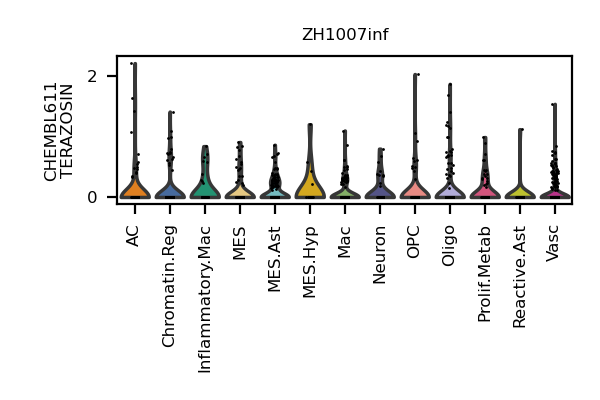 ZH1007inf
CHEMBL611
TERAZOSIN
2
0
AC
Chromatin.Reg
Inflammatory.Mac
MES
MES.Ast
MES.Hyp
Mac
Neuron
OPC
Oligo
Prolif.Metab
Reactive.Ast
Vasc